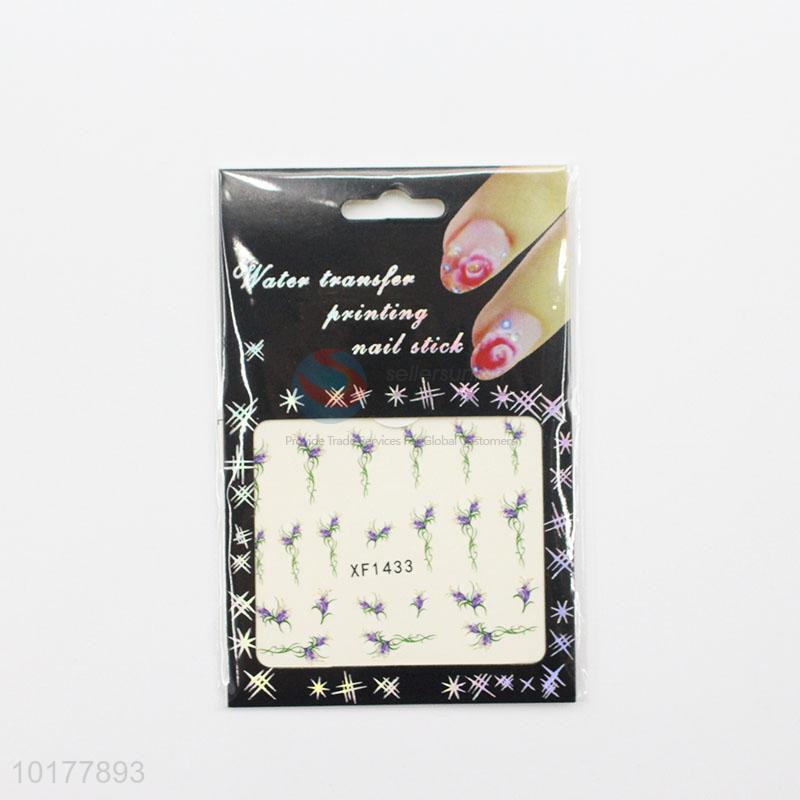 Water transfer
printing
nail stick
sellersunion
Provide Trade Services For Global Customers
XF1433
10177893